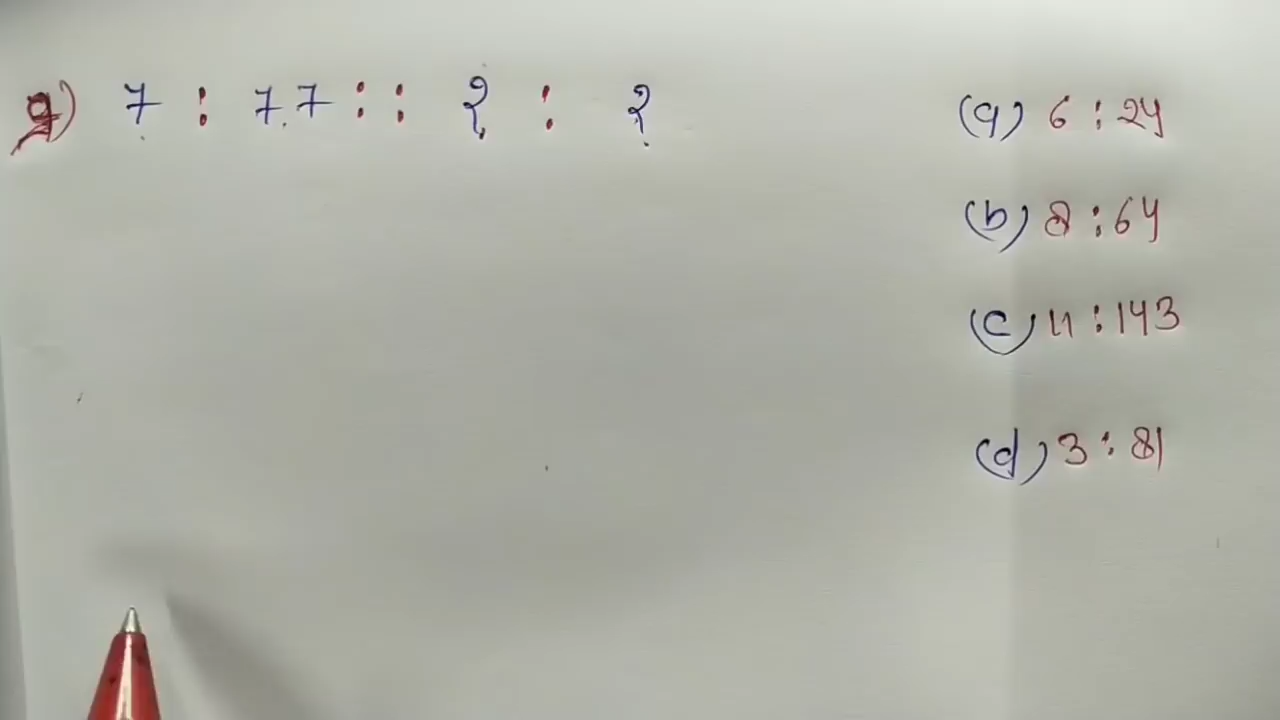 9) 7 : 77 :: ? : ?
(a) 6 : 24
(b) 8 : 64
(c) 11 : 143
(d) 3 : 81